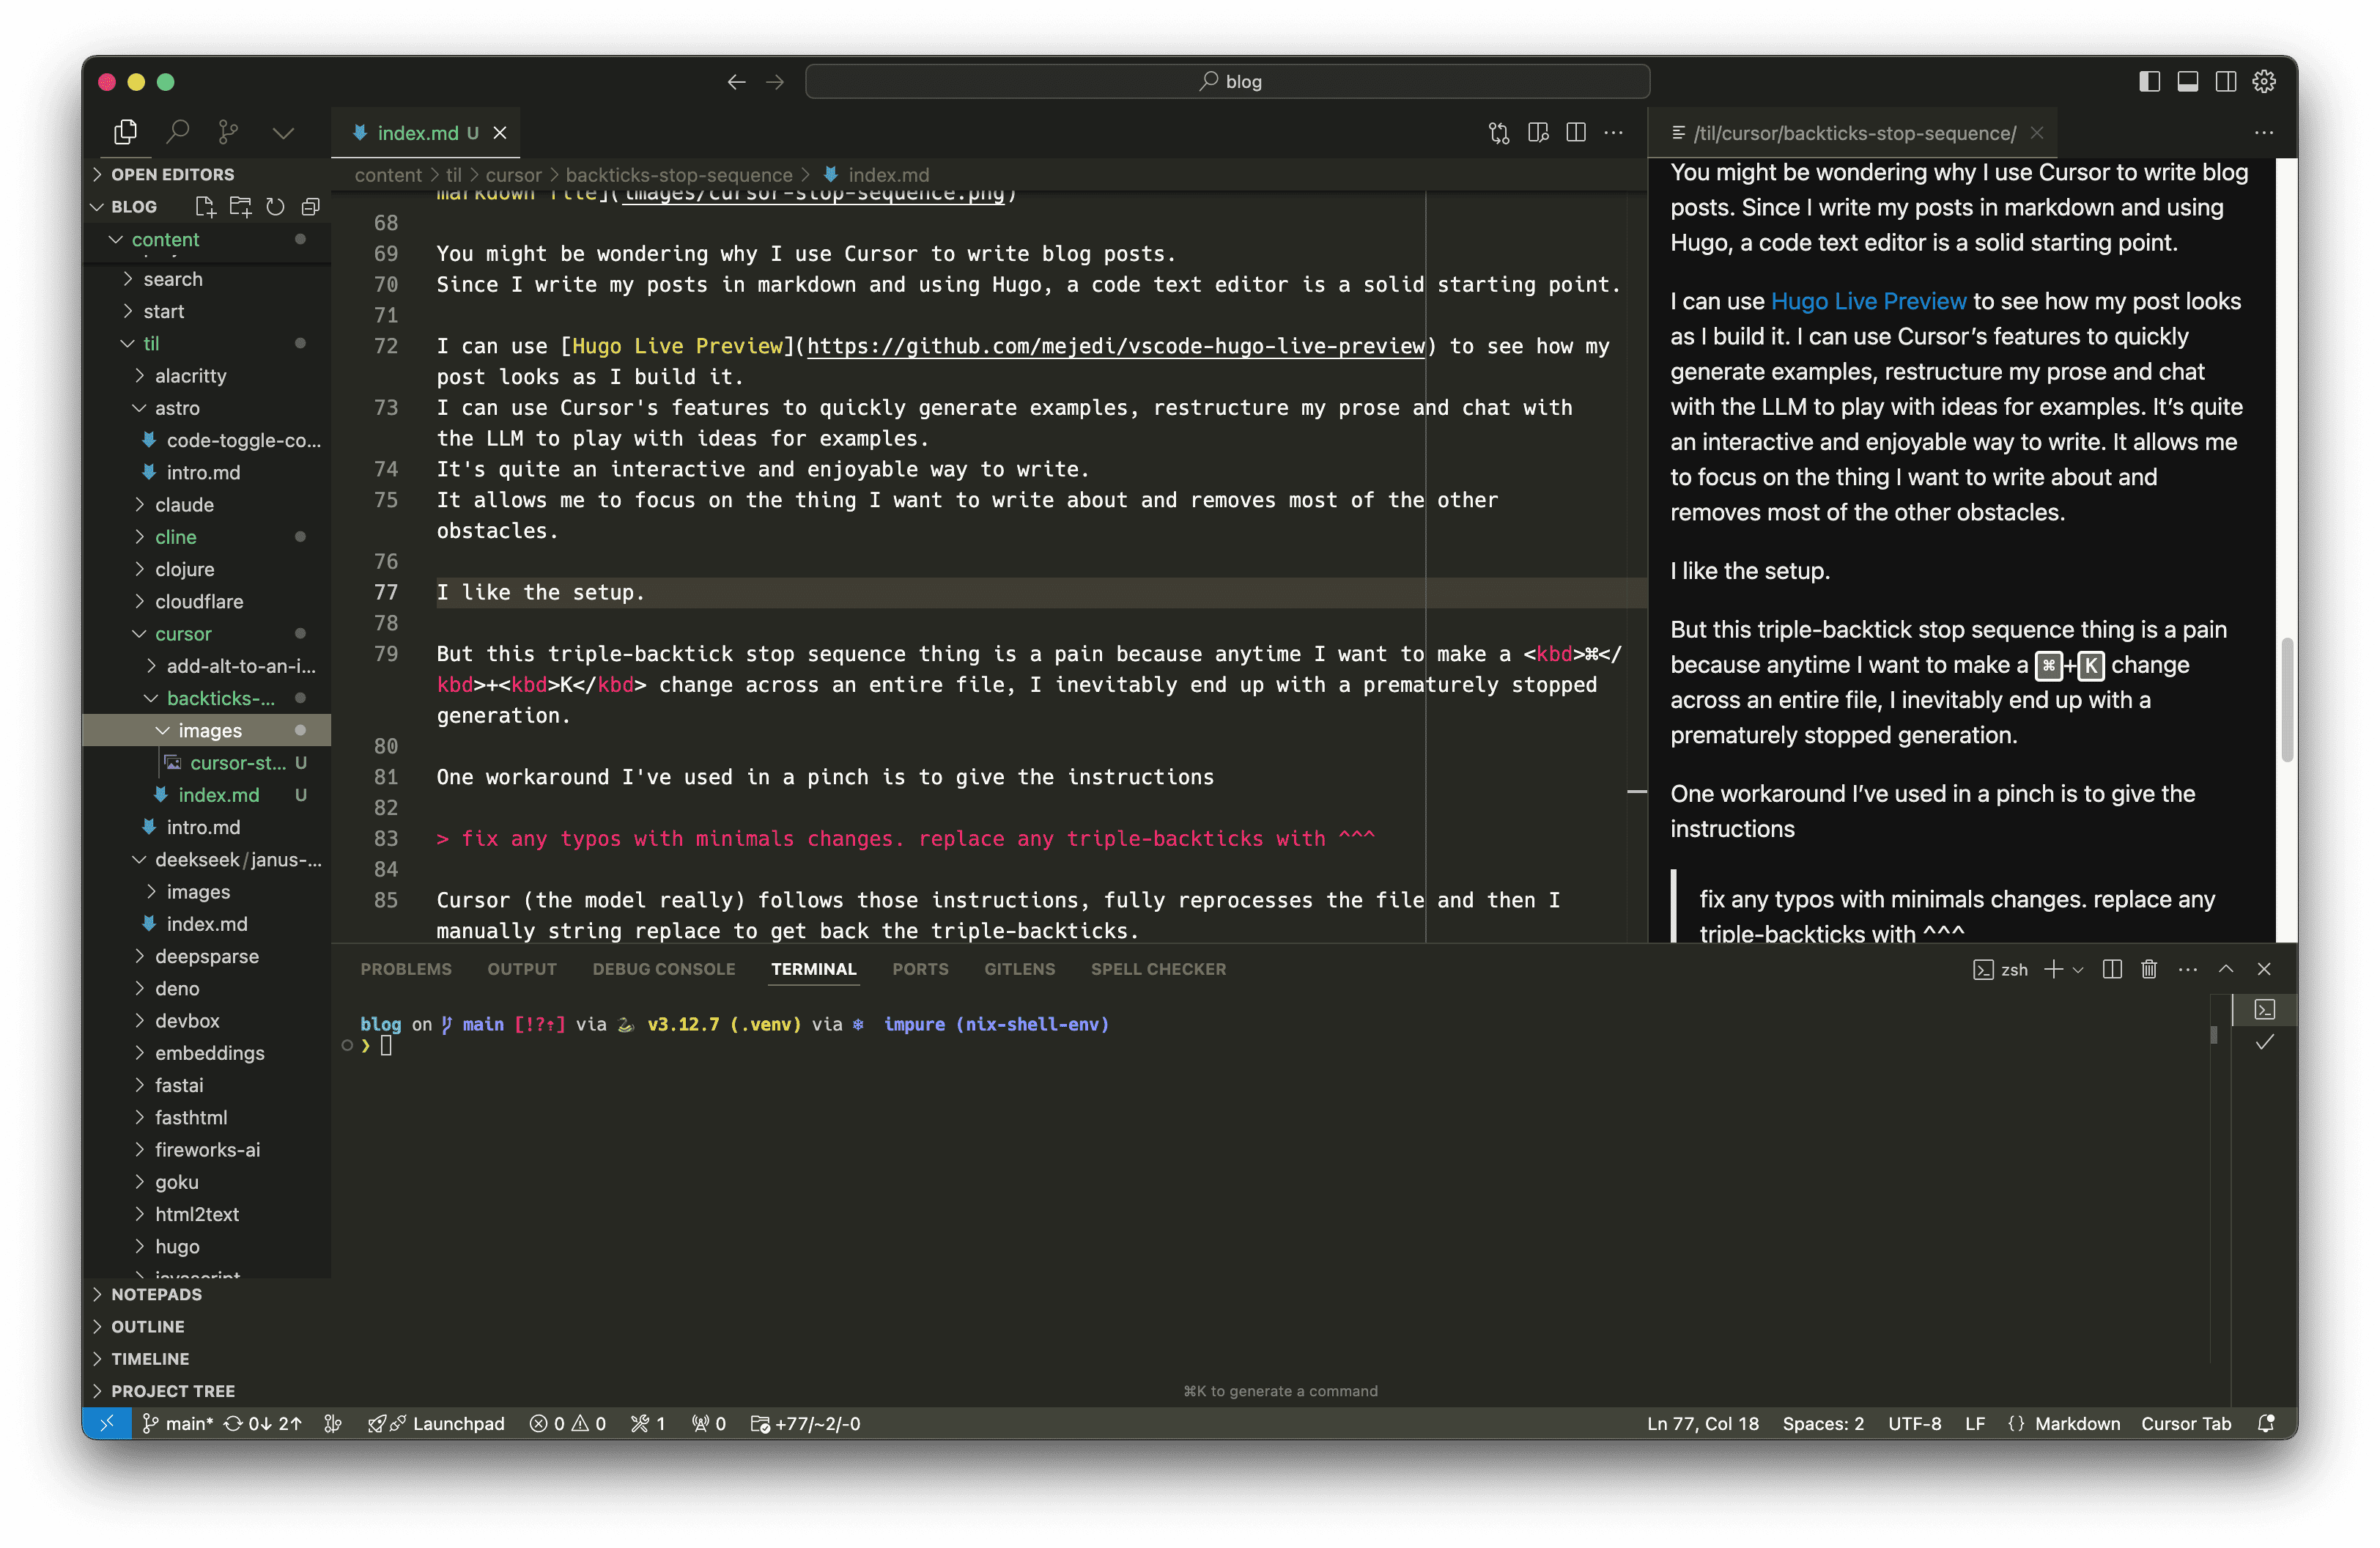 blog
OPEN EDITORS
BLOG
content
search
start
til
alacritty
astro
code-toggle-co...
intro.md
claude
cline
clojure
cloudflare
cursor
add-alt-to-an-i...
backticks-...
images
cursor-st... U
index.md U
intro.md
deekseek/janus-...
images
index.md
deepsparse
deno
devbox
embeddings
fastai
fasthtml
fireworks-ai
goku
html2text
hugo
javascript
NOTEPADS
OUTLINE
TIMELINE
PROJECT TREE
index.md U
content > til > cursor > backticks-stop-sequence > index.md
markdown file](images/cursor-stop-sequence.png)
68
69 You might be wondering why I use Cursor to write blog posts.
70 Since I write my posts in markdown and using Hugo, a code text editor is a solid starting point.
71
72 I can use [Hugo Live Preview](https://github.com/mejedi/vscode-hugo-live-preview) to see how my
post looks as I build it.
73 I can use Cursor's features to quickly generate examples, restructure my prose and chat with
the LLM to play with ideas for examples.
74 It's quite an interactive and enjoyable way to write.
75 It allows me to focus on the thing I want to write about and removes most of the other
obstacles.
76
77 I like the setup.
78
79 But this triple-backtick stop sequence thing is a pain because anytime I want to make a <kbd>⌘</
kbd>+<kbd>K</kbd> change across an entire file, I inevitably end up with a prematurely stopped
generation.
80
81 One workaround I've used in a pinch is to give the instructions
82
83 > fix any typos with minimals changes. replace any triple-backticks with ^^^
84
85 Cursor (the model really) follows those instructions, fully reprocesses the file and then I
manually string replace to get back the triple-backticks.
/til/cursor/backticks-stop-sequence/
You might be wondering why I use Cursor to write blog
posts. Since I write my posts in markdown and using
Hugo, a code text editor is a solid starting point.
I can use Hugo Live Preview to see how my post looks
as I build it. I can use Cursor’s features to quickly
generate examples, restructure my prose and chat
with the LLM to play with ideas for examples. It’s quite
an interactive and enjoyable way to write. It allows me
to focus on the thing I want to write about and
removes most of the other obstacles.
I like the setup.
But this triple-backtick stop sequence thing is a pain
because anytime I want to make a ⌘+K change
across an entire file, I inevitably end up with a
prematurely stopped generation.
One workaround I’ve used in a pinch is to give the
instructions
fix any typos with minimals changes. replace any
triple-backticks with ^^^
PROBLEMS OUTPUT DEBUG CONSOLE TERMINAL PORTS GITLENS SPELL CHECKER
zsh
blog on main [!?↑] via v3.12.7 (.venv) via ❄ impure (nix-shell-env)
❯
⌘K to generate a command
main* 0↓ 2↑ Launchpad 0 0 1 0 +77/~2/-0
Ln 77, Col 18 Spaces: 2 UTF-8 LF {} Markdown Cursor Tab